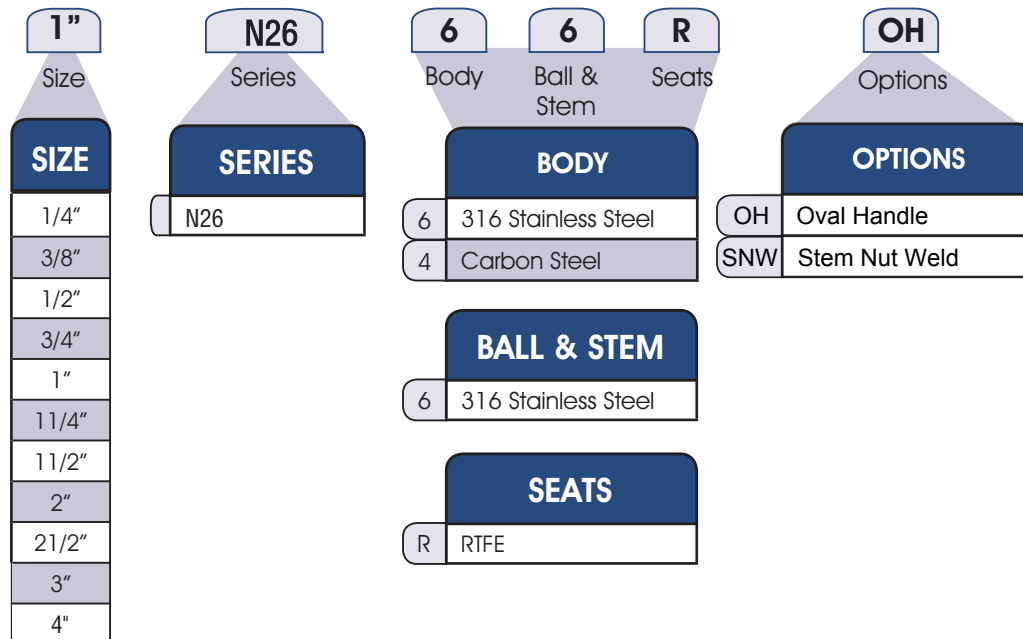 1” N26 6 6 R OH
Size Series Body Ball & Stem Seats Options
SIZE
1/4”
3/8”
1/2”
3/4”
1”
11/4”
11/2”
2”
21/2”
3”
4"
SERIES
N26
BODY
6 316 Stainless Steel
4 Carbon Steel
BALL & STEM
6 316 Stainless Steel
SEATS
R RTFE
OPTIONS
OH Oval Handle
SNW Stem Nut Weld